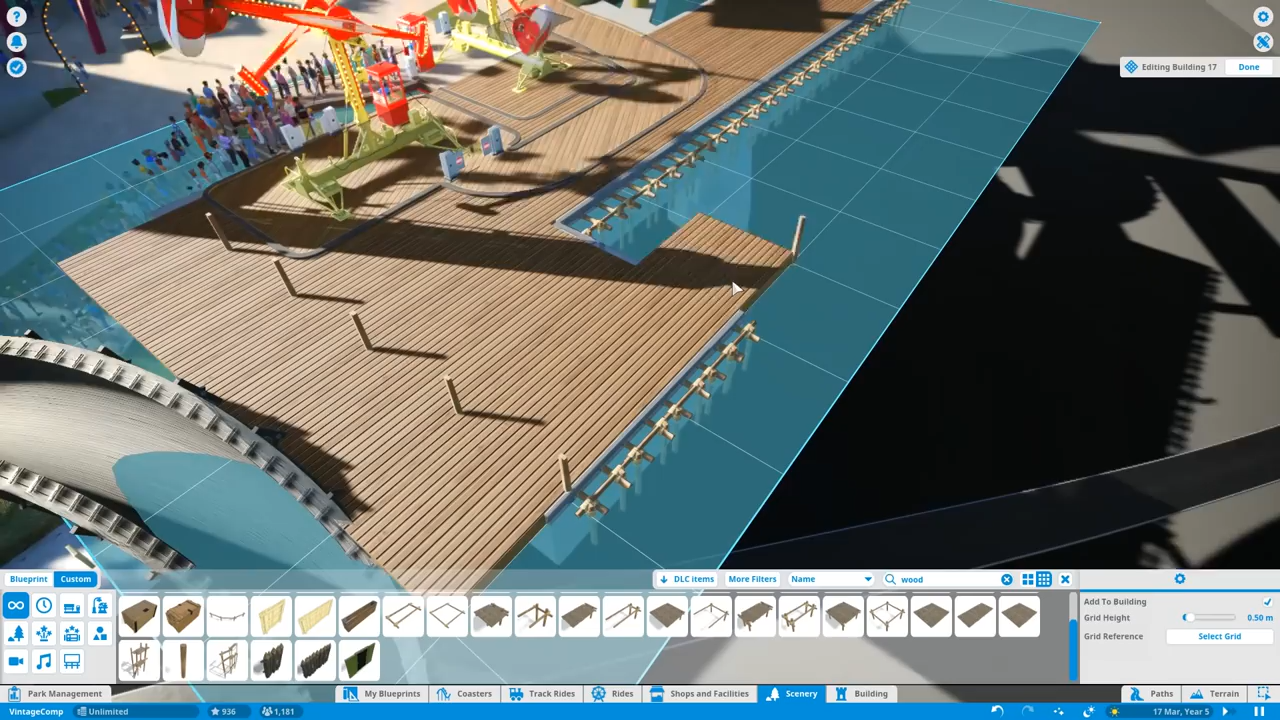 Editing Building 17 Done
Blueprint Custom DLC items More Filters Name wood
Add To Building
Grid Height 0.50 m
Grid Reference Select Grid
Park Management My Blueprints Coasters Track Rides Rides Shops and Facilities Scenery Building Paths Terrain
VintageComp Unlimited 936 1,181 17 Mar, Year 5